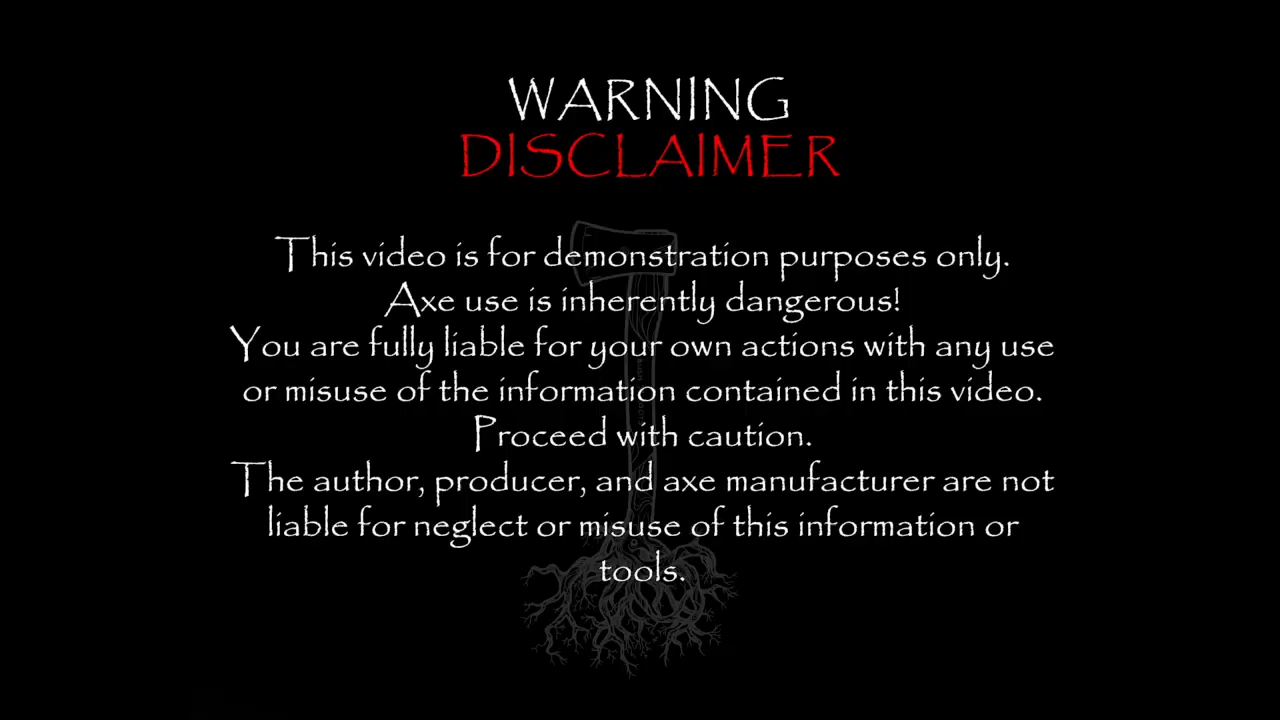 WARNING
DISCLAIMER
This video is for demonstration purposes only.
Axe use is inherently dangerous!
You are fully liable for your own actions with any use
or misuse of the information contained in this video.
Proceed with caution.
The author, producer, and axe manufacturer are not
liable for neglect or misuse of this information or
tools.